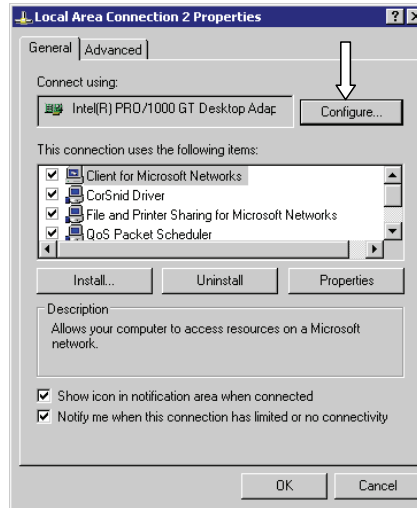 Local Area Connection 2 Properties
General Advanced
Connect using:
Intel(R) PRO/1000 GT Desktop Adap
Configure...
This connection uses the following items:
Client for Microsoft Networks
CorSnid Driver
File and Printer Sharing for Microsoft Networks
QoS Packet Scheduler
Install... Uninstall Properties
Description
Allows your computer to access resources on a Microsoft
network.
Show icon in notification area when connected
Notify me when this connection has limited or no connectivity
OK Cancel